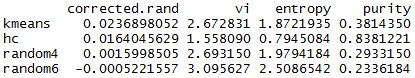 corrected.rand vi entropy purity
kmeans 0.0236898052 2.672831 1.8721935 0.3814350
hc 0.0164045629 1.558090 0.7945084 0.8381221
random4 0.0015998505 2.693150 1.9794184 0.2933150
random6 -0.0005221557 3.095627 2.5086542 0.2336184